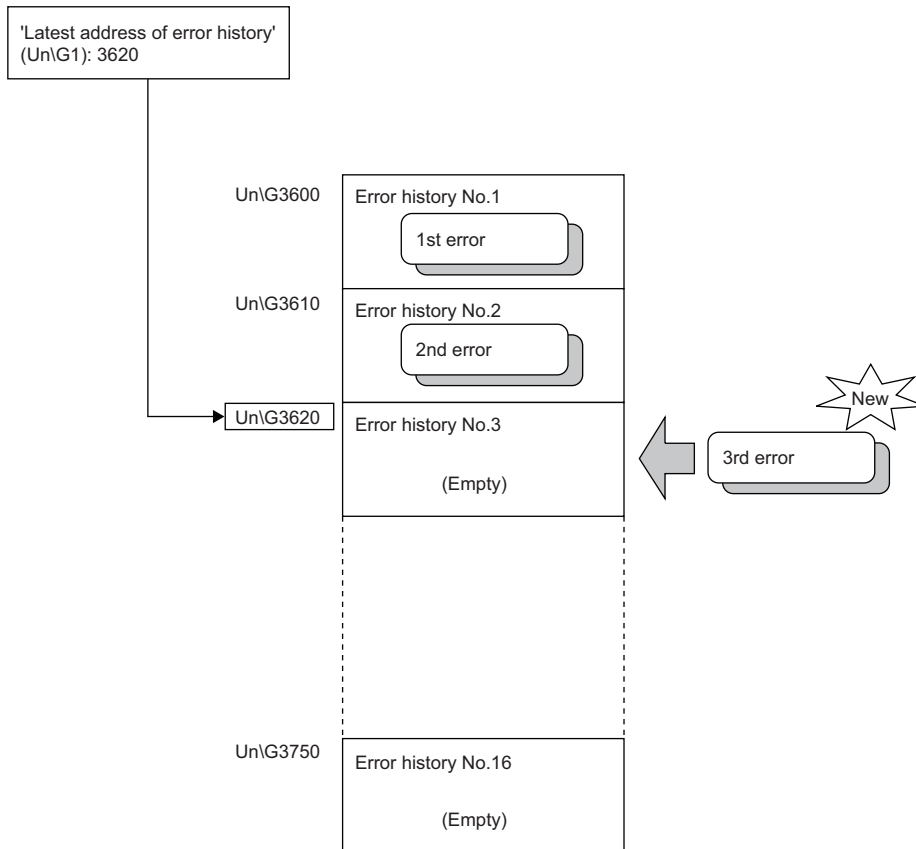 'Latest address of error history'
(Un\G1): 3620
Un\G3600
Error history No.1
1st error
Un\G3610
Error history No.2
2nd error
Un\G3620
Error history No.3
(Empty)
New
3rd error
Un\G3750
Error history No.16
(Empty)